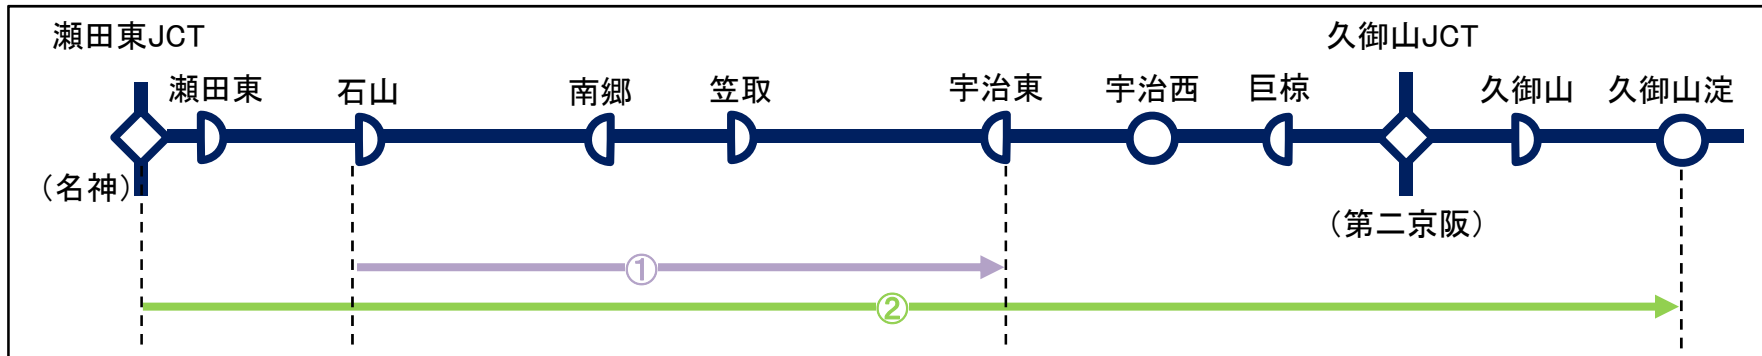 瀬田東JCT
久御山JCT
瀬田東
石山
南郷
笠取
宇治東
宇治西
巨椋
久御山
久御山淀
（名神）
（第二京阪）
①
②